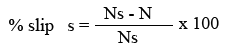 % slip s = Ns - N / Ns x 100